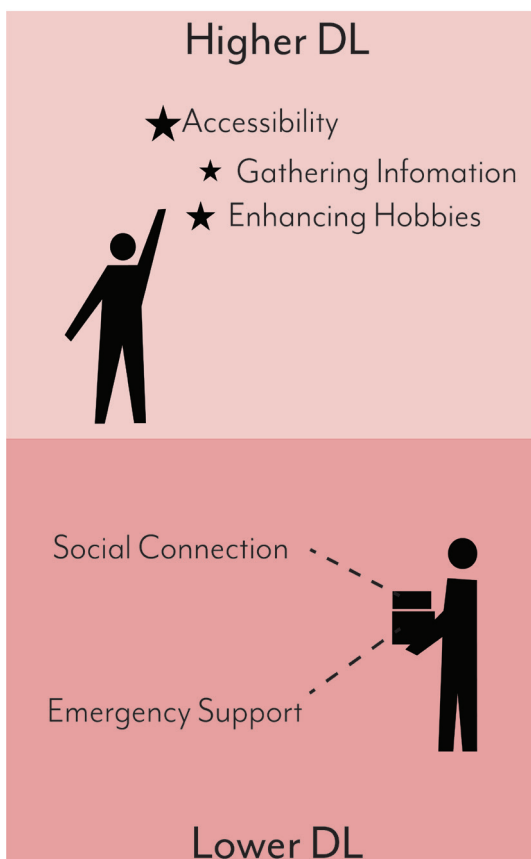 Higher DL
Accessibility
Gathering Infomation
Enhancing Hobbies
Social Connection
Emergency Support
Lower DL